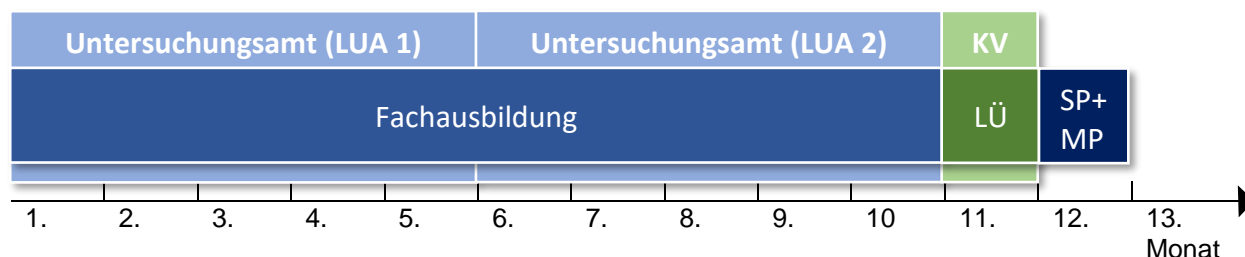 Untersuchungsamt (LUA 1) Untersuchungsamt (LUA 2) KV
Fachausbildung LÜ SP+
MP
1. 2. 3. 4. 5. 6. 7. 8. 9. 10 11. 12. 13.
Monat